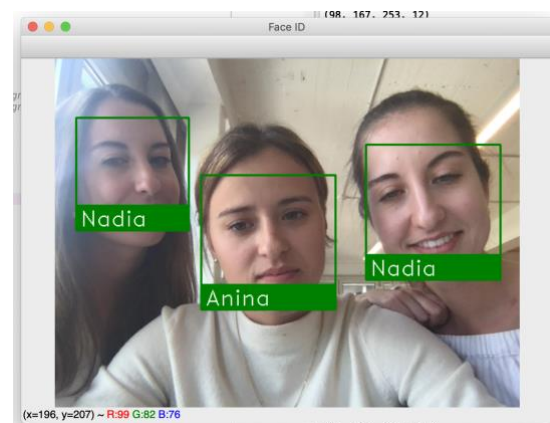 (98, 167, 253, 12)
Face ID
Nadia
Anina
Nadia
(x=196, y=207) ~ R:99 G:82 B:76